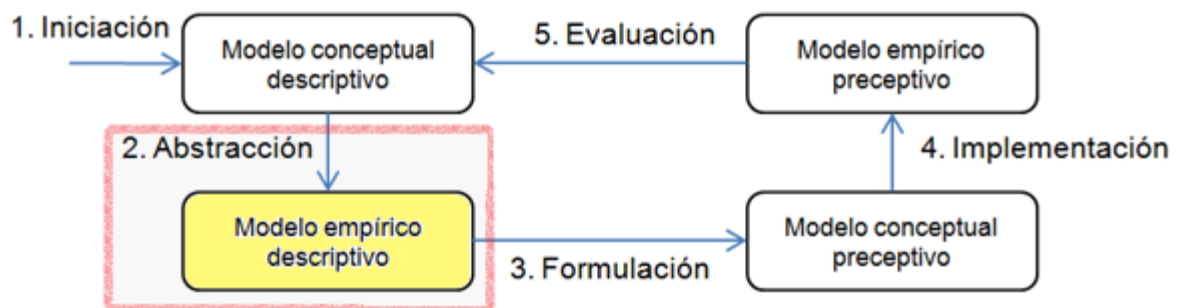 1. Iniciación
Modelo conceptual
descriptivo
5. Evaluación
Modelo empírico
preceptivo
2. Abstracción
4. Implementación
Modelo empírico
descriptivo
3. Formulación
Modelo conceptual
preceptivo